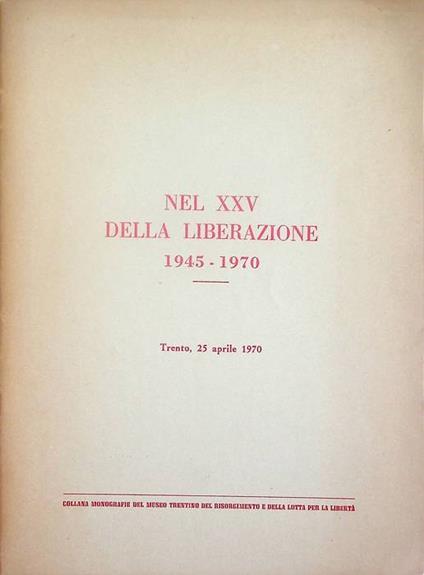 NEL XXV
DELLA LIBERAZIONE
1945 - 1970
Trento, 25 aprile 1970
COLLANA MONOGRAFIE DEL MUSEO TRENTINO DEL RISORGIMENTO E DELLA LOTTA PER LA LIBERTÀ